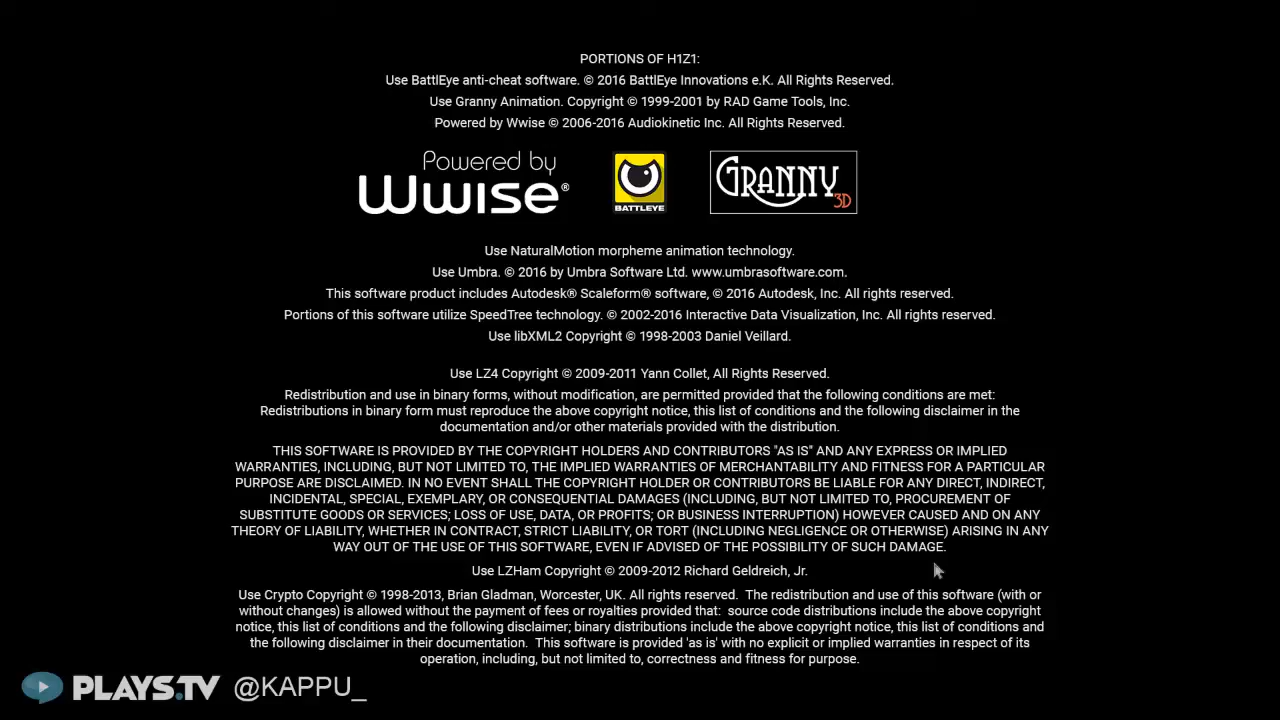 PORTIONS OF H1Z1:
Use BattlEye anti-cheat software. © 2016 BattlEye Innovations e.K. All Rights Reserved.
Use Granny Animation. Copyright © 1999-2001 by RAD Game Tools, Inc.
Powered by Wwise © 2006-2016 Audiokinetic Inc. All Rights Reserved.
Powered by
Wwise®
BATTLEYE
GRANNY
3D
Use NaturalMotion morpheme animation technology.
Use Umbra. © 2016 by Umbra Software Ltd. www.umbrasoftware.com.
This software product includes Autodesk® Scaleform® software, © 2016 Autodesk, Inc. All rights reserved.
Portions of this software utilize SpeedTree technology. © 2002-2016 Interactive Data Visualization, Inc. All rights reserved.
Use libXML2 Copyright © 1998-2003 Daniel Veillard.
Use LZ4 Copyright © 2009-2011 Yann Collet, All Rights Reserved.
Redistribution and use in binary forms, without modification, are permitted provided that the following conditions are met:
Redistributions in binary form must reproduce the above copyright notice, this list of conditions and the following disclaimer in the
documentation and/or other materials provided with the distribution.
THIS SOFTWARE IS PROVIDED BY THE COPYRIGHT HOLDERS AND CONTRIBUTORS "AS IS" AND ANY EXPRESS OR IMPLIED
WARRANTIES, INCLUDING, BUT NOT LIMITED TO, THE IMPLIED WARRANTIES OF MERCHANTABILITY AND FITNESS FOR A PARTICULAR
PURPOSE ARE DISCLAIMED. IN NO EVENT SHALL THE COPYRIGHT HOLDER OR CONTRIBUTORS BE LIABLE FOR ANY DIRECT, INDIRECT,
INCIDENTAL, SPECIAL, EXEMPLARY, OR CONSEQUENTIAL DAMAGES (INCLUDING, BUT NOT LIMITED TO, PROCUREMENT OF
SUBSTITUTE GOODS OR SERVICES; LOSS OF USE, DATA, OR PROFITS; OR BUSINESS INTERRUPTION) HOWEVER CAUSED AND ON ANY
THEORY OF LIABILITY, WHETHER IN CONTRACT, STRICT LIABILITY, OR TORT (INCLUDING NEGLIGENCE OR OTHERWISE) ARISING IN ANY
WAY OUT OF THE USE OF THIS SOFTWARE, EVEN IF ADVISED OF THE POSSIBILITY OF SUCH DAMAGE.
Use LZHam Copyright © 2009-2012 Richard Geldreich, Jr.
Use Crypto Copyright © 1998-2013, Brian Gladman, Worcester, UK. All rights reserved. The redistribution and use of this software (with or
without changes) is allowed without the payment of fees or royalties provided that: source code distributions include the above copyright
notice, this list of conditions and the following disclaimer; binary distributions include the above copyright notice, this list of conditions and
the following disclaimer in their documentation. This software is provided 'as is' with no explicit or implied warranties in respect of its
operation, including, but not limited to, correctness and fitness for purpose.
PLAYS.TV @KAPPU_